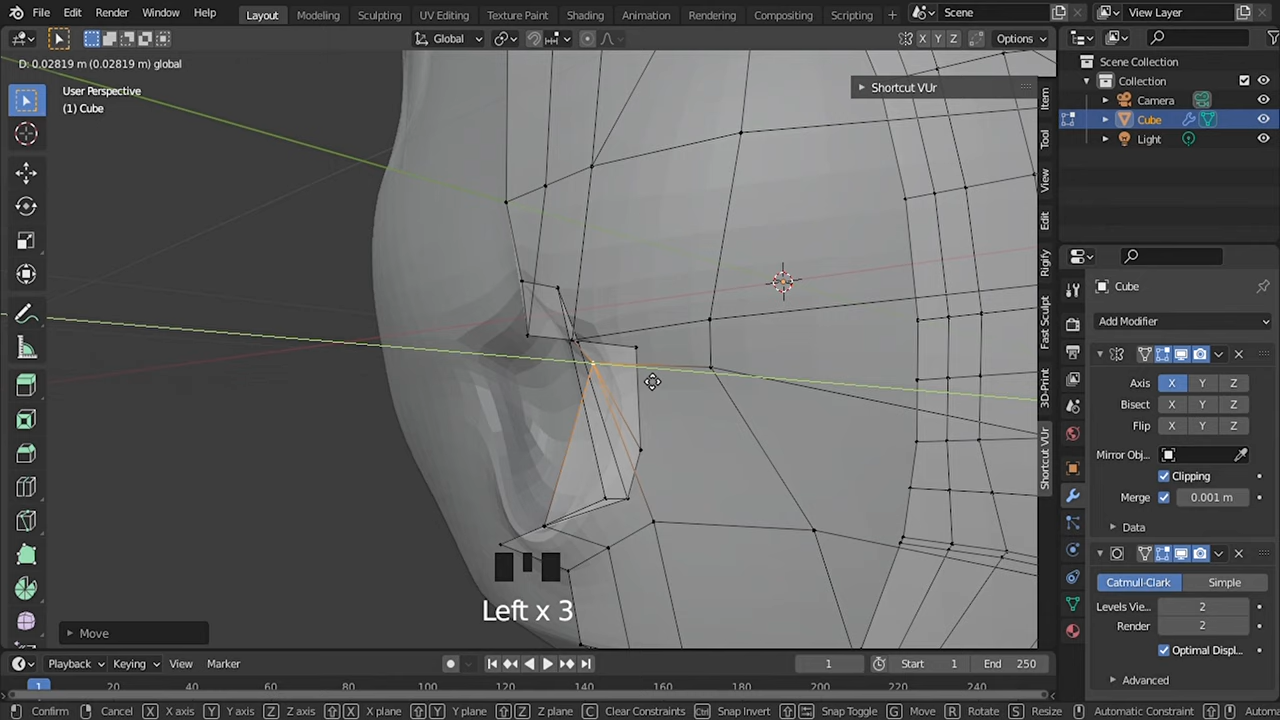 File Edit Render Window Help Layout Modeling Sculpting UV Editing Texture Paint Shading Animation Rendering Compositing Scripting + Scene View Layer
Global X Y Z Options
D: 0.02819 m (0.02819 m) global
User Perspective
(1) Cube
Shortcut VUr
Item
Tool
View
Edit
Rigify
Fast Sculpt
3D-Print
Shortcut VUr
Scene Collection
Collection
Camera
Cube
Light
Cube
Add Modifier
Axis X Y Z
Bisect X Y Z
Flip X Y Z
Mirror Obj...
Clipping
Merge 0.001 m
Data
Catmull-Clark Simple
Levels Vie... 2
Render 2
Optimal Displ...
Advanced
Left x 3
Move
Playback Keying View Marker 1 Start 1 End 250
1 20 40 60 80 100 120 140 160 180 200 220 240
Confirm Cancel X X axis Y Y axis Z Z axis X X plane Y Y plane Z Z plane C Clear Constraints Ctrl Snap Invert Snap Toggle G Move R Rotate S Resize Automatic Constraint Automa